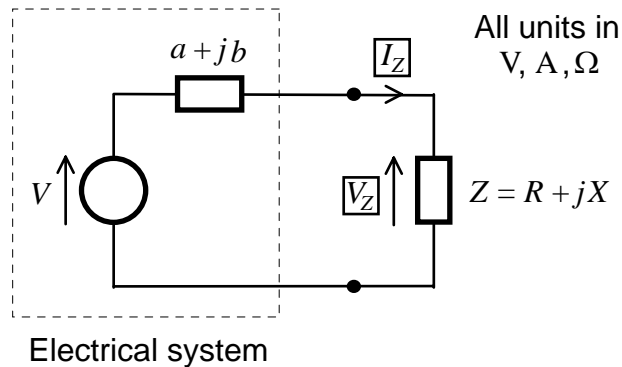 a + jb
I_Z
All units in
V, A, Ω
V
V_Z
Z = R + jX
Electrical system